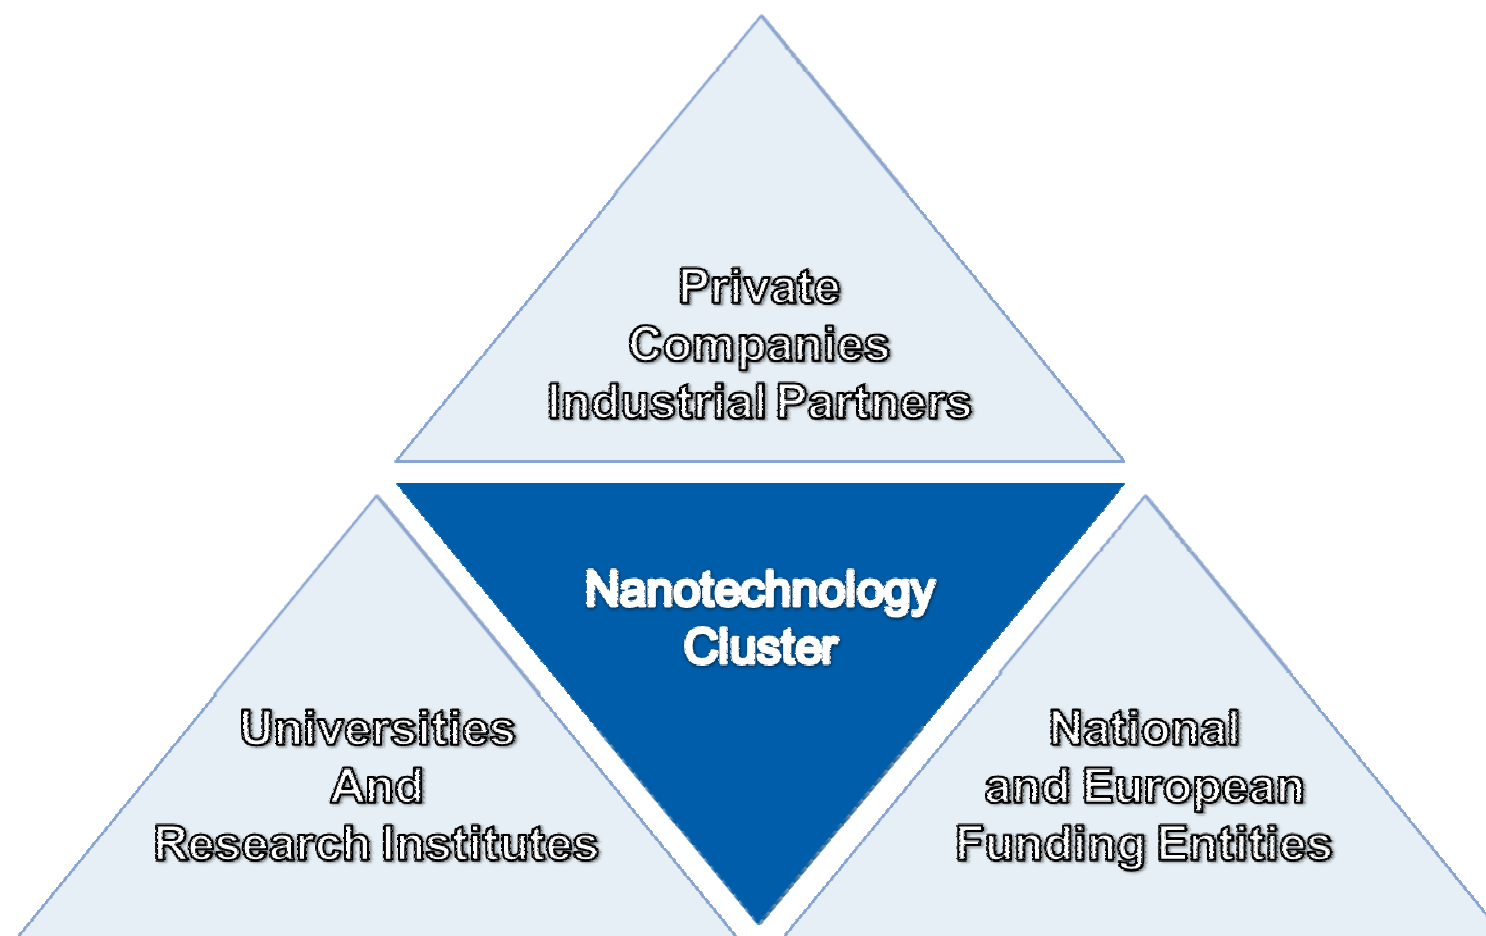 Private
Companies
Industrial Partners
Nanotechnology
Cluster
Universities
And
Research Institutes
National
and European
Funding Entities